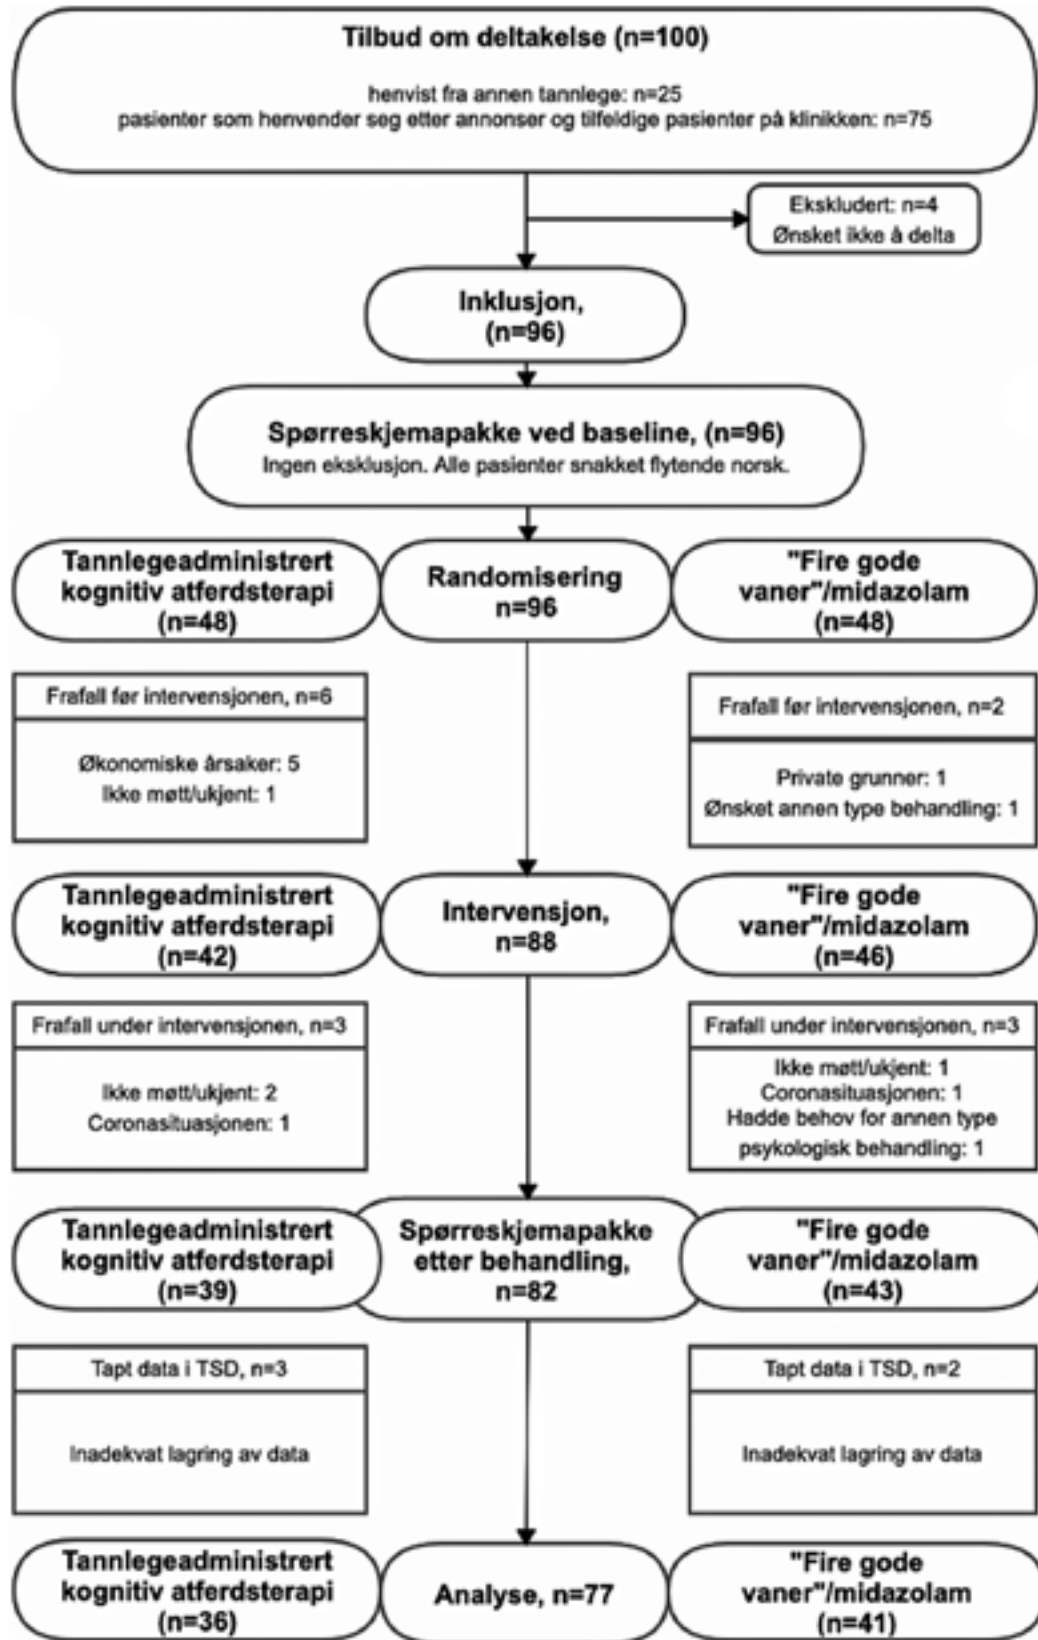 Tilbud om deltakelse (n=100)
henvist fra annen tannlege: n=25
pasienter som henvender seg etter annonser og tilfeldige pasienter på klinikken: n=75
Ekskludert: n=4
Ønsket ikke å delta
Inklusjon,
(n=96)
Spørreskjemapakke ved baseline, (n=96)
Ingen eksklusjon. Alle pasienter snakket flytende norsk.
Tannlegeadministrert
kognitiv atferdsterapi
(n=48)
Randomisering
n=96
"Fire gode
vaner"/midazolam
(n=48)
Frafall før intervensjonen, n=6
Økonomiske årsaker: 5
Ikke møtt/ukjent: 1
Frafall før intervensjonen, n=2
Private grunner: 1
Ønsket annen type behandling: 1
Tannlegeadministrert
kognitiv atferdsterapi
(n=42)
Intervensjon,
n=88
"Fire gode
vaner"/midazolam
(n=46)
Frafall under intervensjonen, n=3
Ikke møtt/ukjent: 2
Coronasituasjonen: 1
Frafall under intervensjonen, n=3
Ikke møtt/ukjent: 1
Coronasituasjonen: 1
Hadde behov for annen type
psykologisk behandling: 1
Tannlegeadministrert
kognitiv atferdsterapi
(n=39)
Spørreskjemapakke
etter behandling,
n=82
"Fire gode
vaner"/midazolam
(n=43)
Tapt data i TSD, n=3
Inadekvat lagring av data
Tapt data i TSD, n=2
Inadekvat lagring av data
Tannlegeadministrert
kognitiv atferdsterapi
(n=36)
Analyse, n=77
"Fire gode
vaner"/midazolam
(n=41)